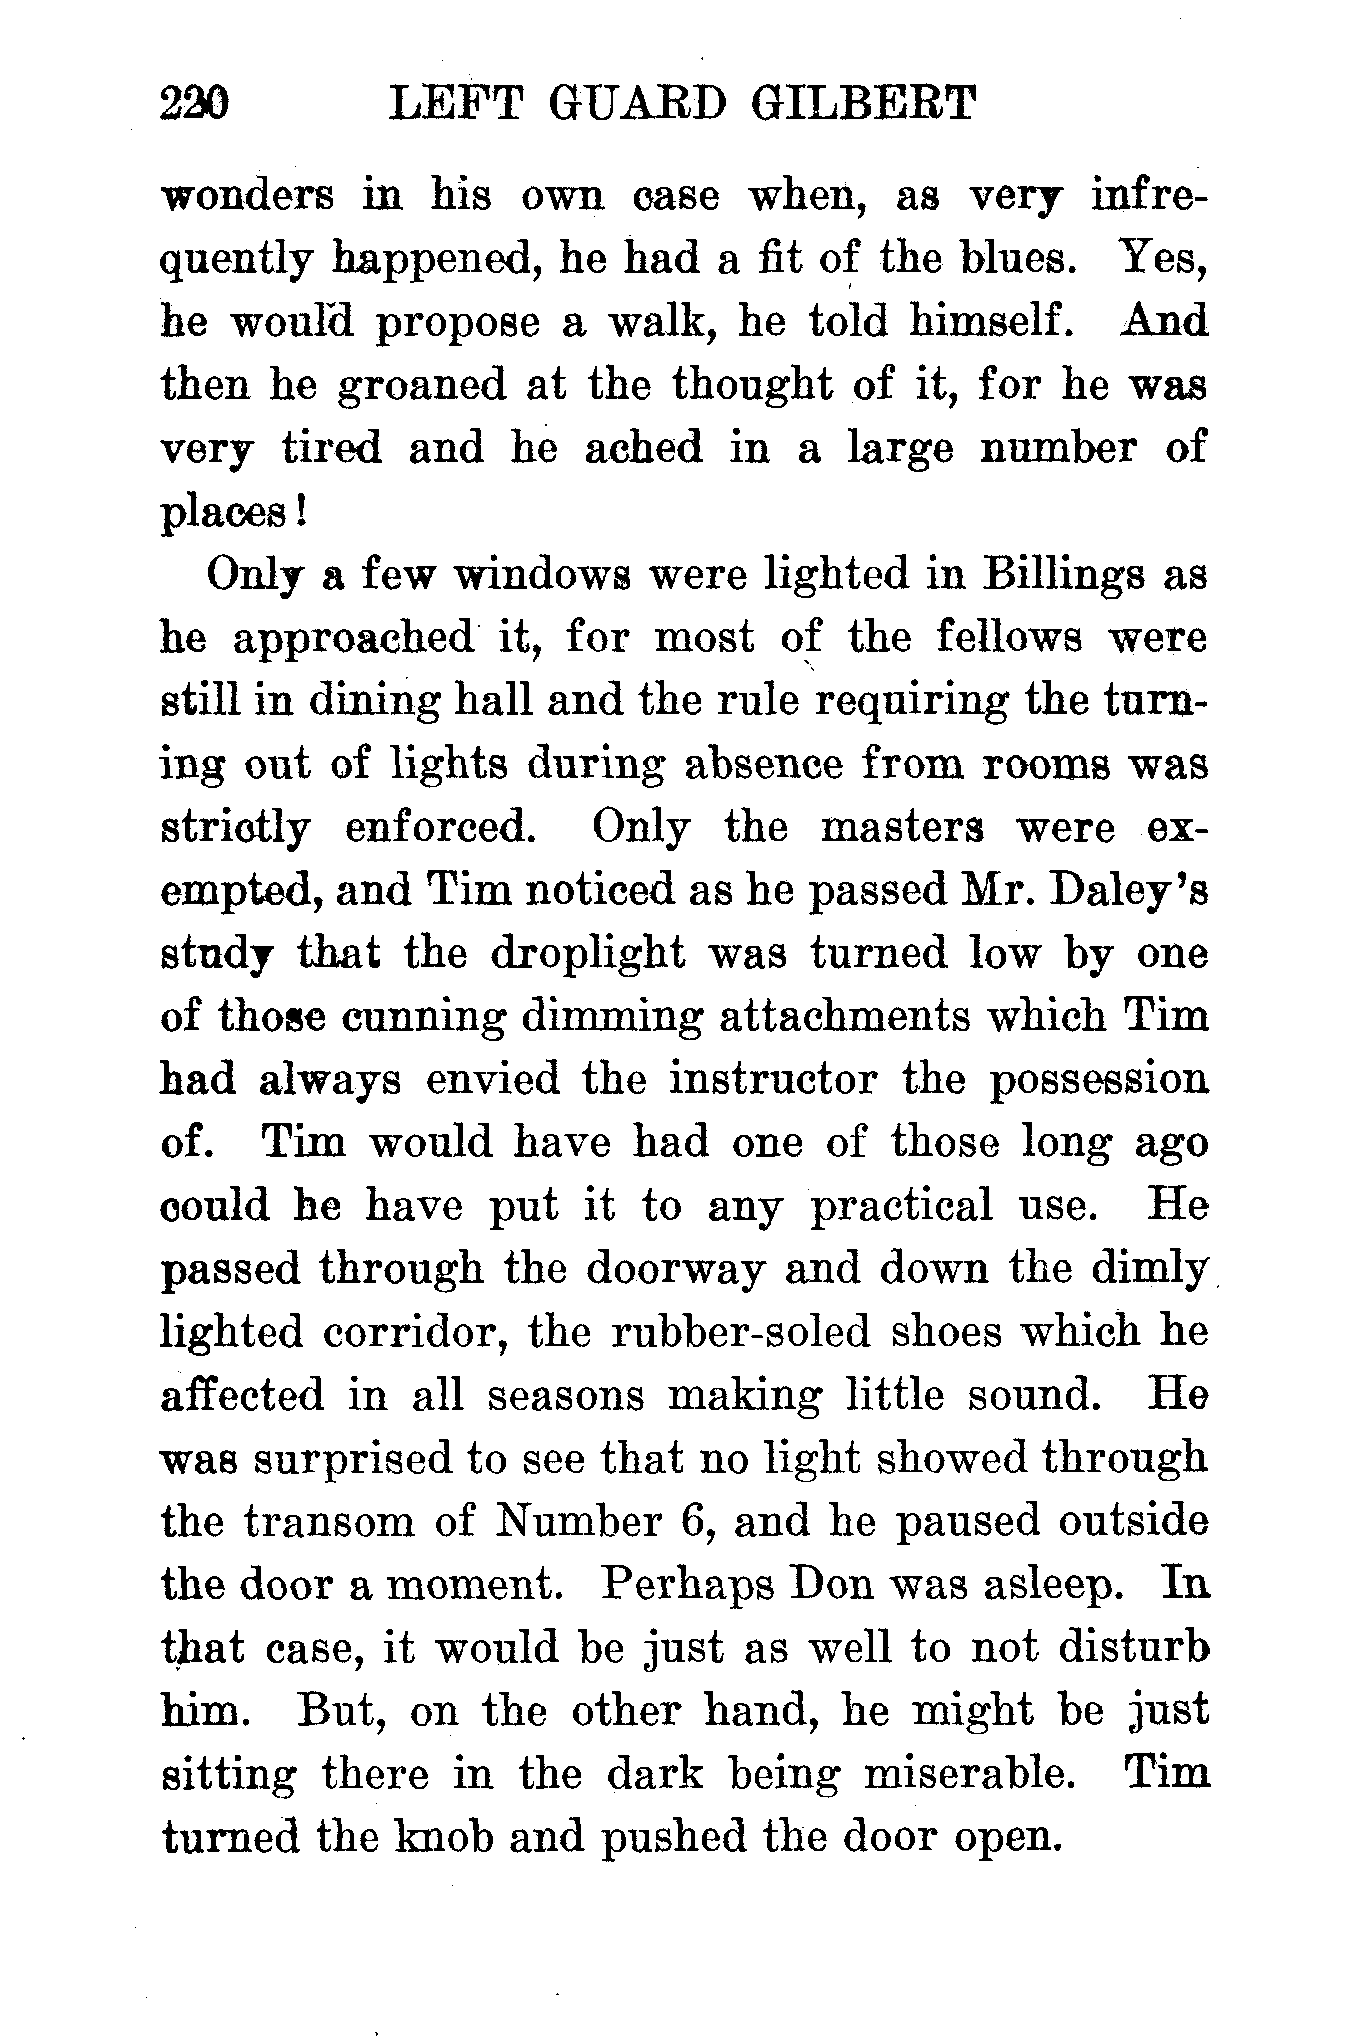 220 LEFT GUARD GILBERT
wonders in his own case when, as very infre-
quently happened, he had a fit of the blues. Yes,
he would propose a walk, he told himself. And
then he groaned at the thought of it, for he was
very tired and he ached in a large number of
places!
Only a few windows were lighted in Billings as
he approached it, for most of the fellows were
still in dining hall and the rule requiring the turn-
ing out of lights during absence from rooms was
strictly enforced. Only the masters were ex-
empted, and Tim noticed as he passed Mr. Daley's
study that the droplight was turned low by one
of those cunning dimming attachments which Tim
had always envied the instructor the possession
of. Tim would have had one of those long ago
could he have put it to any practical use. He
passed through the doorway and down the dimly
lighted corridor, the rubber-soled shoes which he
affected in all seasons making little sound. He
was surprised to see that no light showed through
the transom of Number 6, and he paused outside
the door a moment. Perhaps Don was asleep. In
that case, it would be just as well to not disturb
him. But, on the other hand, he might be just
sitting there in the dark being miserable. Tim
turned the knob and pushed the door open.